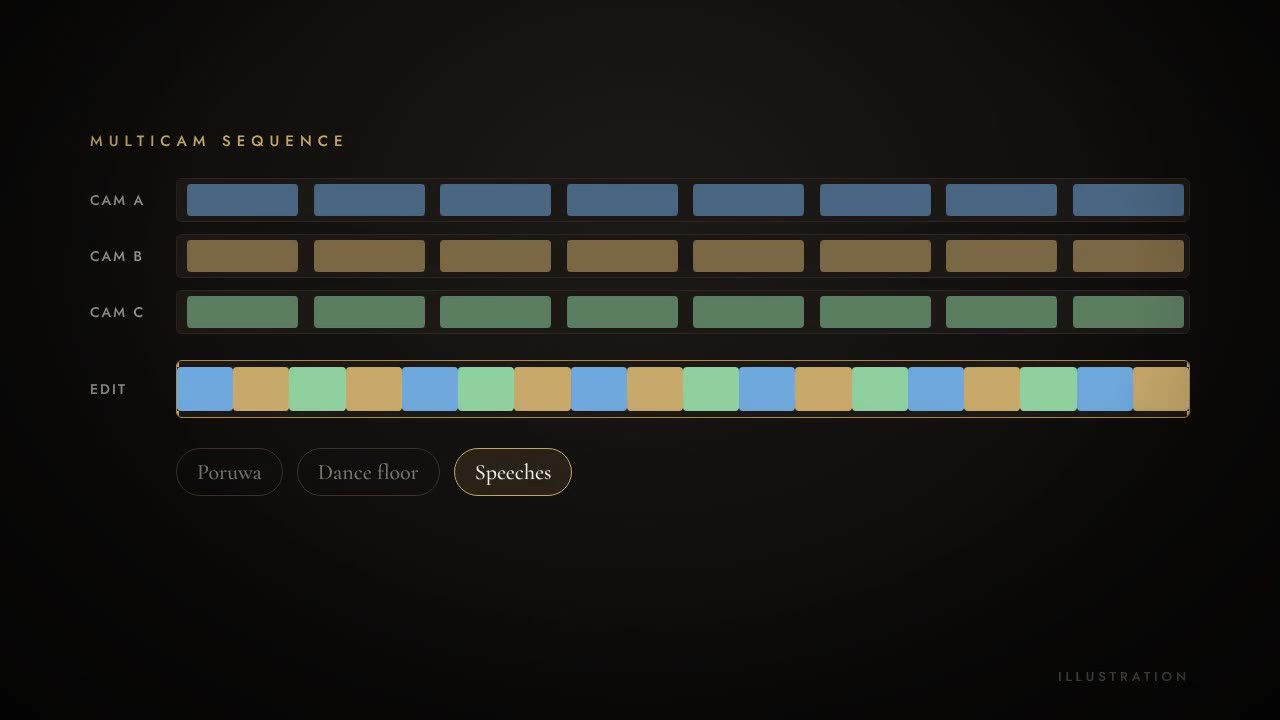 MULTICAM SEQUENCE
CAM A
CAM B
CAM C
EDIT
Poruwa Dance floor Speeches
ILLUSTRATION